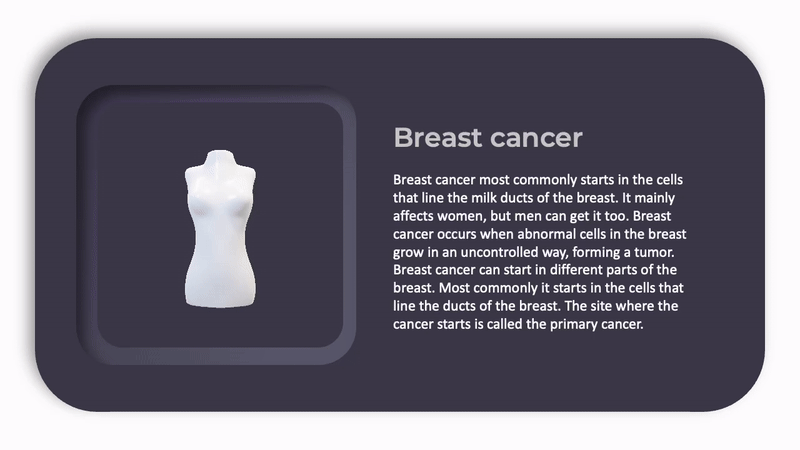 Breast cancer
Breast cancer most commonly starts in the cells
that line the milk ducts of the breast. It mainly
affects women, but men can get it too. Breast
cancer occurs when abnormal cells in the breast
grow in an uncontrolled way, forming a tumor.
Breast cancer can start in different parts of the
breast. Most commonly it starts in the cells that
line the ducts of the breast. The site where the
cancer starts is called the primary cancer.